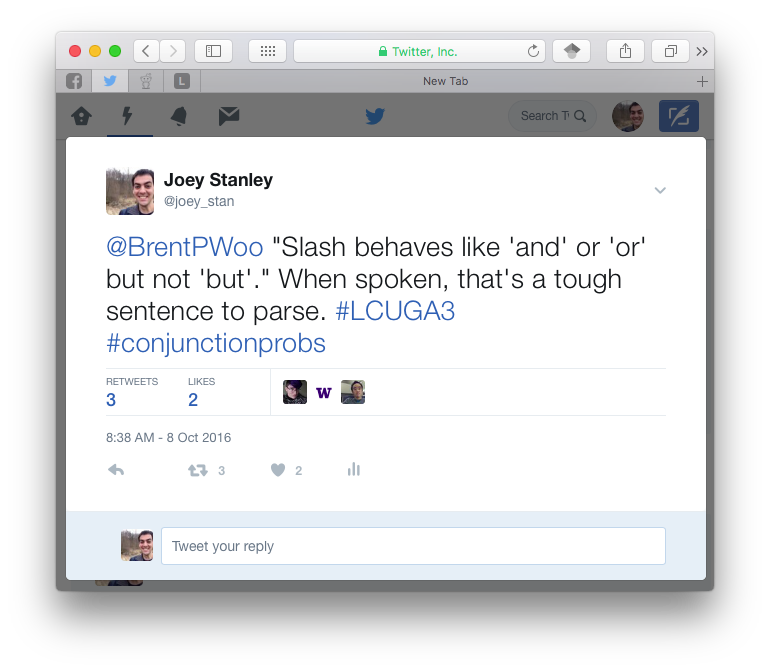 Twitter, Inc.
L
New Tab
Search T
Joey Stanley
@joey_stan
@BrentPWoo "Slash behaves like 'and' or 'or'
but not 'but'." When spoken, that's a tough
sentence to parse. #LCUGA3
#conjunctionprobs
RETWEETS LIKES
3 2
W
8:38 AM - 8 Oct 2016
3 2
Tweet your reply